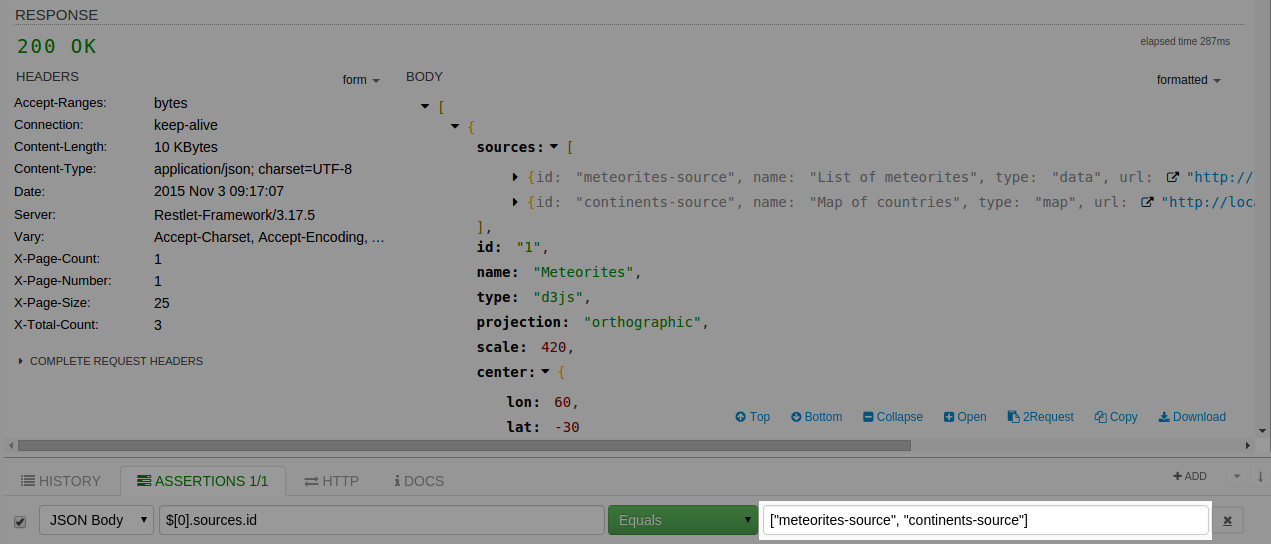 RESPONSE
200 OK
elapsed time 287ms
HEADERS
form
BODY
formatted
Accept-Ranges: bytes
Connection: keep-alive
Content-Length: 10 KBytes
Content-Type: application/json; charset=UTF-8
Date: 2015 Nov 3 09:17:07
Server: Restlet-Framework/3.17.5
Vary: Accept-Charset, Accept-Encoding, ...
X-Page-Count: 1
X-Page-Number: 1
X-Page-Size: 25
X-Total-Count: 3
COMPLETE REQUEST HEADERS
[
{
sources: [
{id: "meteorites-source", name: "List of meteorites", type: "data", url: "http://
{id: "continents-source", name: "Map of countries", type: "map", url: "http://loca
],
id: "1",
name: "Meteorites",
type: "d3js",
projection: "orthographic",
scale: 420,
center: {
lon: 60,
lat: -30
Top Bottom Collapse Open 2Request Copy Download
HISTORY ASSERTIONS 1/1 HTTP DOCS
ADD
JSON Body $[0].sources.id Equals ["meteorites-source", "continents-source"]